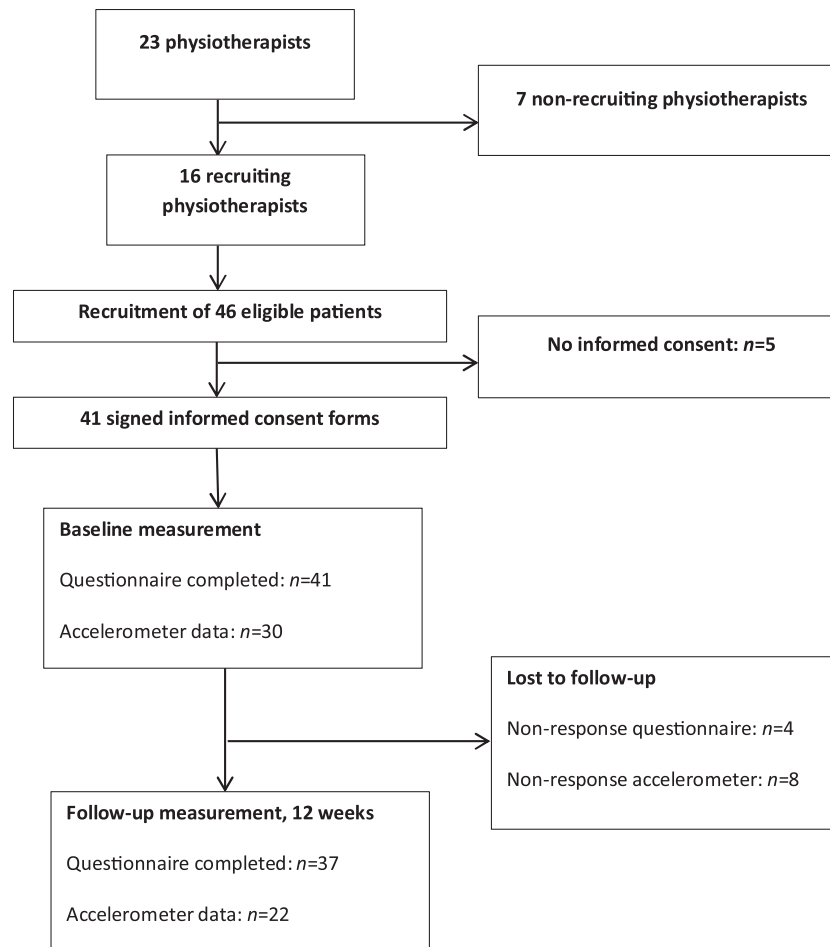 23 physiotherapists
7 non-recruiting physiotherapists
16 recruiting
physiotherapists
Recruitment of 46 eligible patients
No informed consent: n=5
41 signed informed consent forms
Baseline measurement
Questionnaire completed: n=41
Accelerometer data: n=30
Lost to follow-up
Non-response questionnaire: n=4
Non-response accelerometer: n=8
Follow-up measurement, 12 weeks
Questionnaire completed: n=37
Accelerometer data: n=22